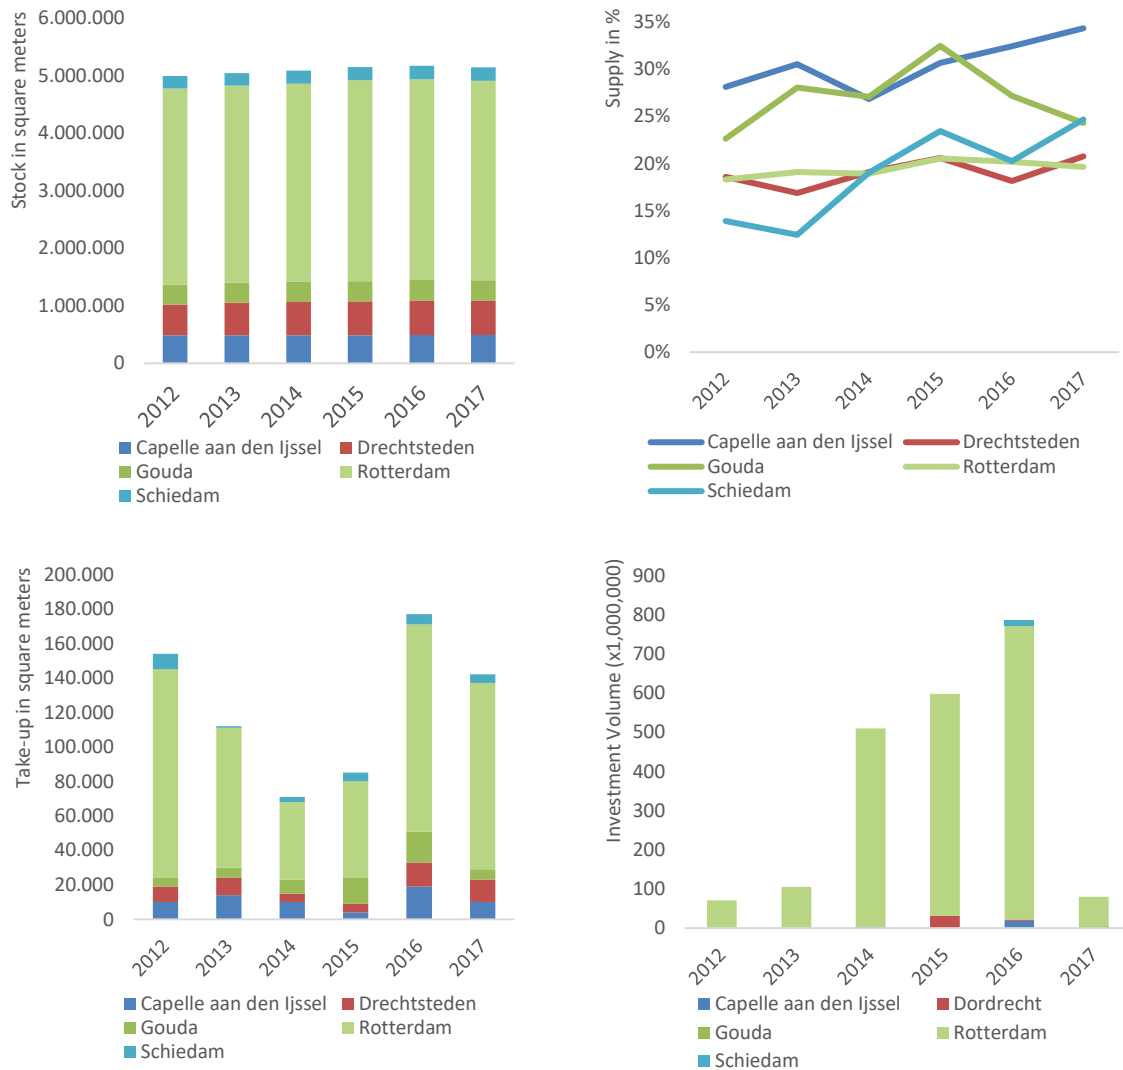 Stock in square meters
6.000.000
5.000.000
4.000.000
3.000.000
2.000.000
1.000.000
0
2012 2013 2014 2015 2016 2017
Capelle aan den Ijssel Drechtsteden
Gouda Rotterdam
Schiedam
Supply in %
35%
30%
25%
20%
15%
10%
5%
0%
2012 2013 2014 2015 2016 2017
Capelle aan den Ijssel Drechtsteden
Gouda Rotterdam
Schiedam
Take-up in square meters
200.000
180.000
160.000
140.000
120.000
100.000
80.000
60.000
40.000
20.000
0
2012 2013 2014 2015 2016 2017
Capelle aan den Ijssel Drechtsteden
Gouda Rotterdam
Schiedam
Investment Volume (x1,000,000)
900
800
700
600
500
400
300
200
100
0
2012 2013 2014 2015 2016 2017
Capelle aan den Ijssel Dordrecht
Gouda Rotterdam
Schiedam